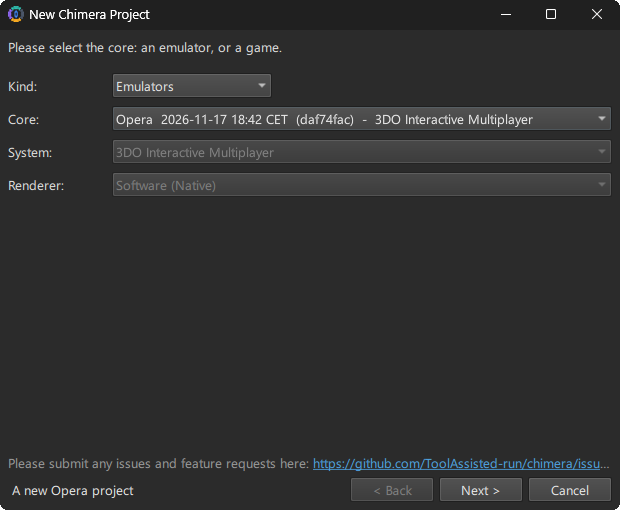 New Chimera Project
Please select the core: an emulator, or a game.
Kind: Emulators
Core: Opera 2026-11-17 18:42 CET (daf74fac) - 3DO Interactive Multiplayer
System: 3DO Interactive Multiplayer
Renderer: Software (Native)
Please submit any issues and feature requests here: https://github.com/ToolAssisted-run/chimera/issu...
A new Opera project < Back Next > Cancel